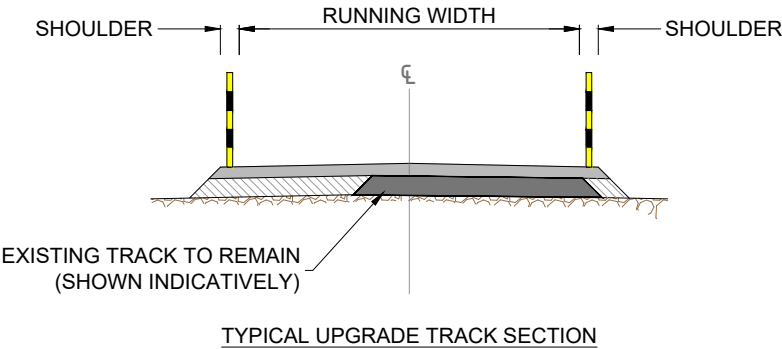 RUNNING WIDTH
SHOULDER
SHOULDER
℄
EXISTING TRACK TO REMAIN
(SHOWN INDICATIVELY)
TYPICAL UPGRADE TRACK SECTION